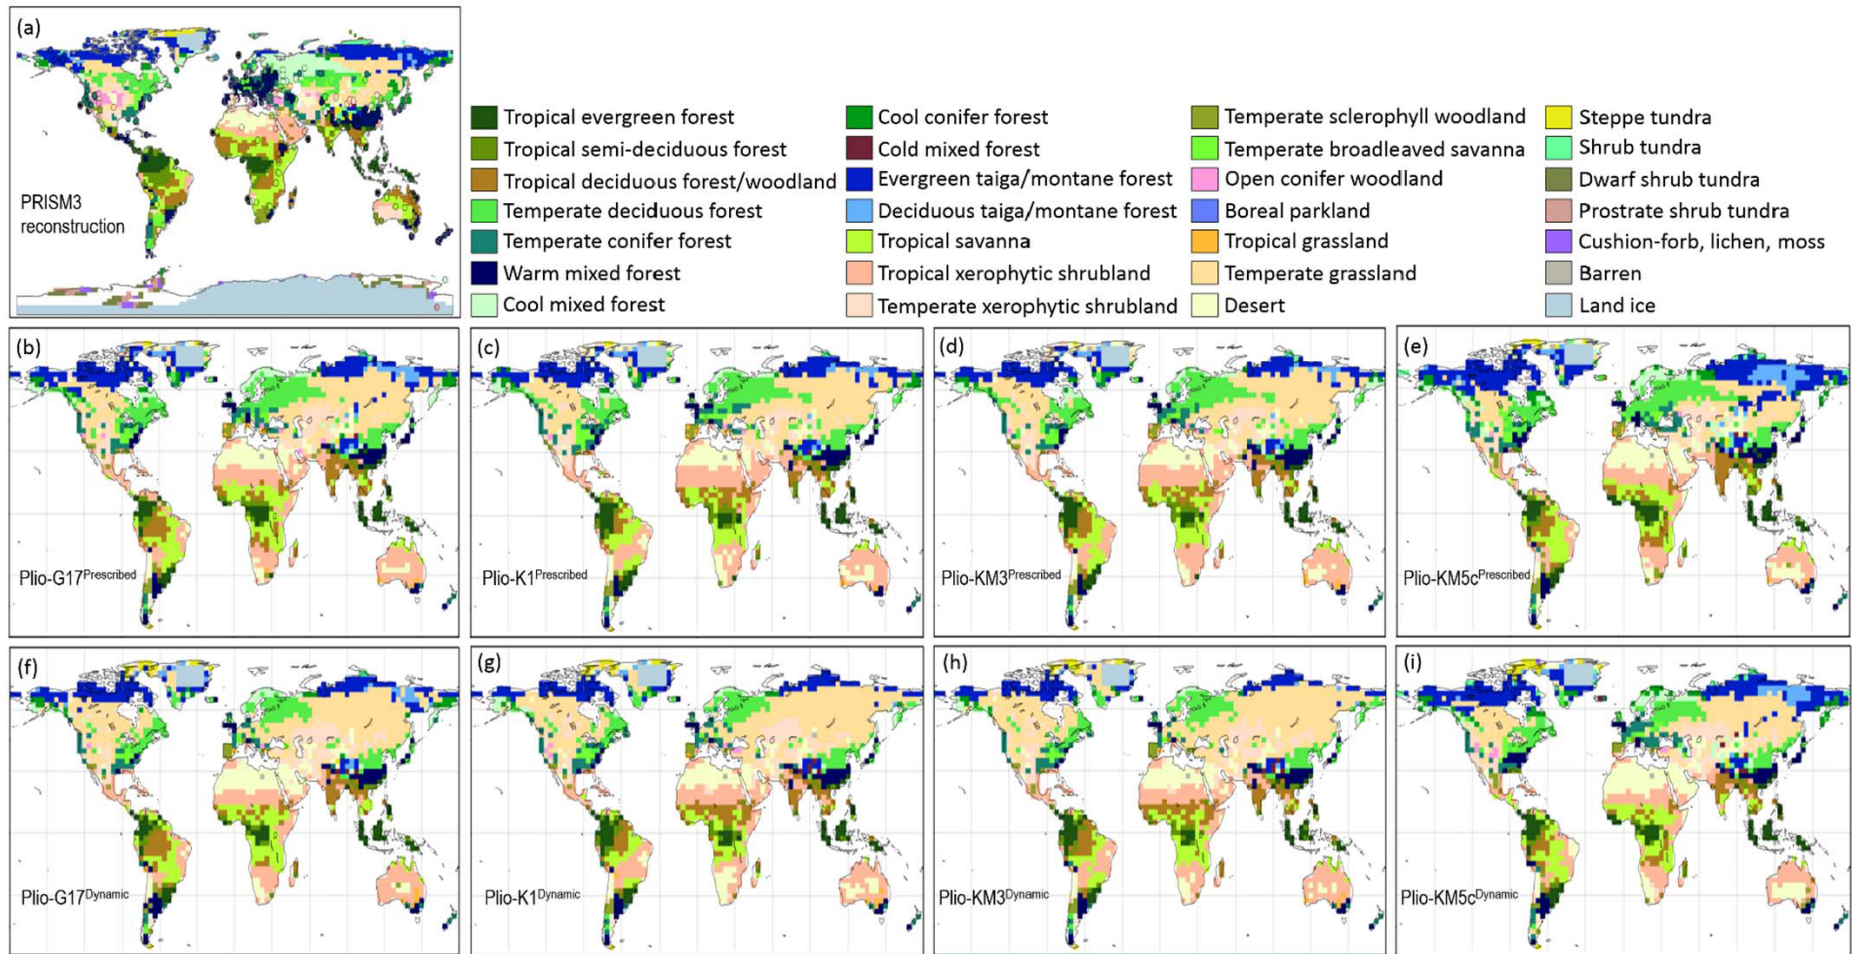 (a)
PRISM3
reconstruction
Tropical evergreen forest
Tropical semi-deciduous forest
Tropical deciduous forest/woodland
Temperate deciduous forest
Temperate conifer forest
Warm mixed forest
Cool mixed forest
Cool conifer forest
Cold mixed forest
Evergreen taiga/montane forest
Deciduous taiga/montane forest
Tropical savanna
Tropical xerophytic shrubland
Temperate xerophytic shrubland
Temperate sclerophyll woodland
Temperate broadleaved savanna
Open conifer woodland
Boreal parkland
Tropical grassland
Temperate grassland
Desert
Steppe tundra
Shrub tundra
Dwarf shrub tundra
Prostrate shrub tundra
Cushion-forb, lichen, moss
Barren
Land ice
(b)
Plio-G17Prescribed
(c)
Plio-K1Prescribed
(d)
Plio-KM3Prescribed
(e)
Plio-KM5cPrescribed
(f)
Plio-G17Dynamic
(g)
Plio-K1Dynamic
(h)
Plio-KM3Dynamic
(i)
Plio-KM5cDynamic